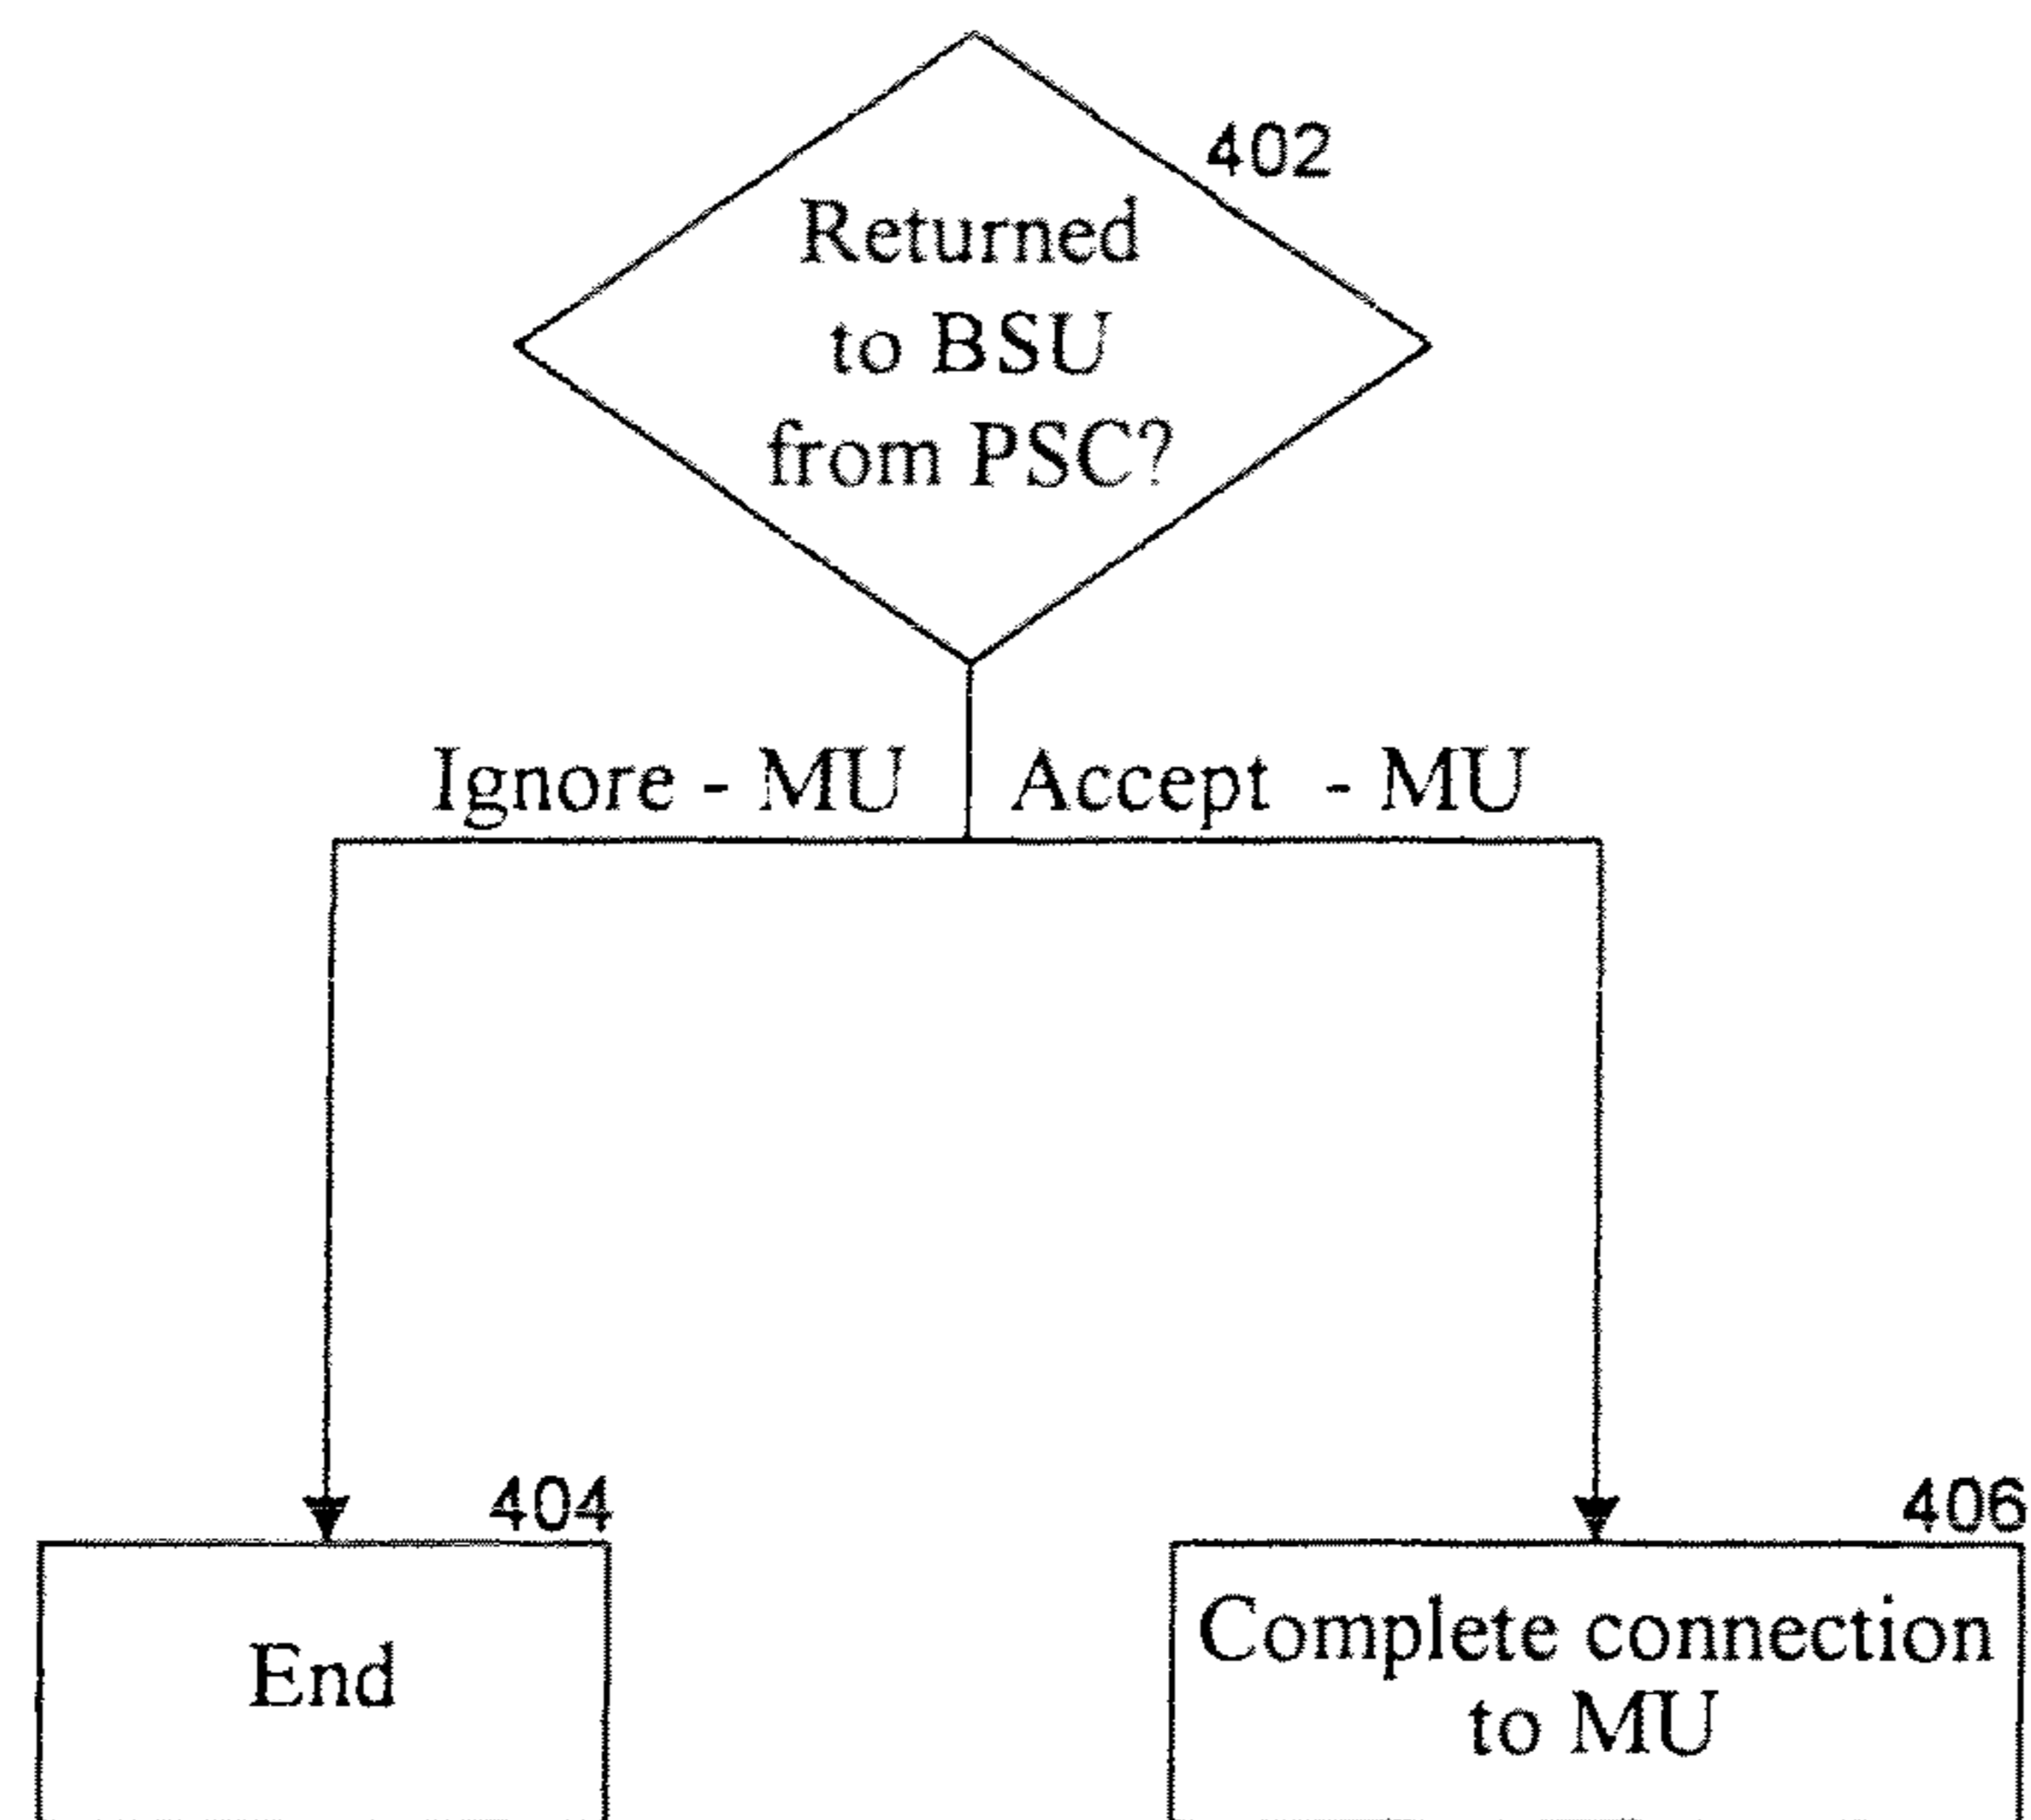 402
Returned
to BSU
from PSC?
Ignore - MU
Accept - MU
404
End
406
Complete connection
to MU